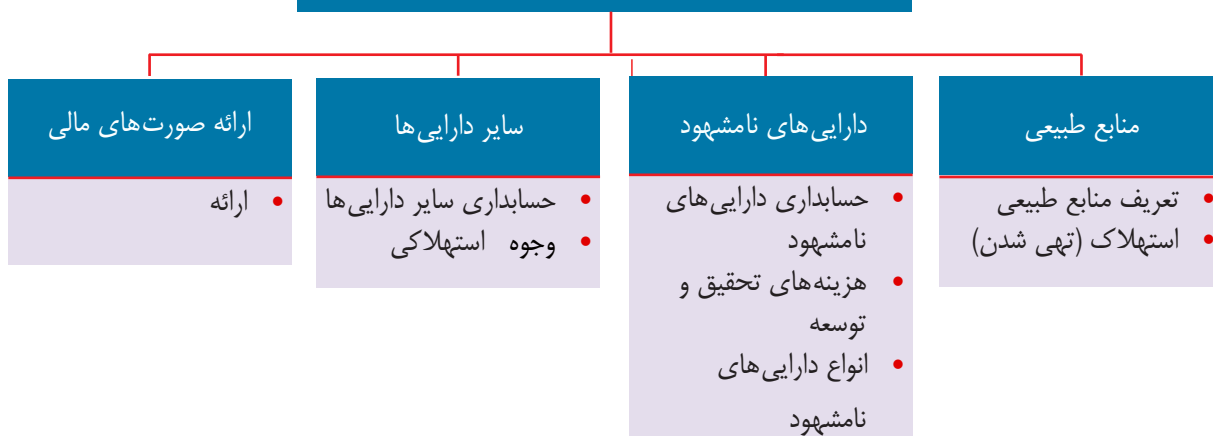 منابع طبیعی
• تعریف منابع طبیعی
• استهلاک (تهی شدن)
دارایی‌های نامشهود
• حسابداری دارایی‌های
نامشهود
• هزینه‌های تحقیق و
توسعه
• انواع دارایی‌های
نامشهود
سایر دارایی‌ها
• حسابداری سایر دارایی‌ها
• وجوه استهلاکی
ارائه صورت‌های مالی
• ارائه